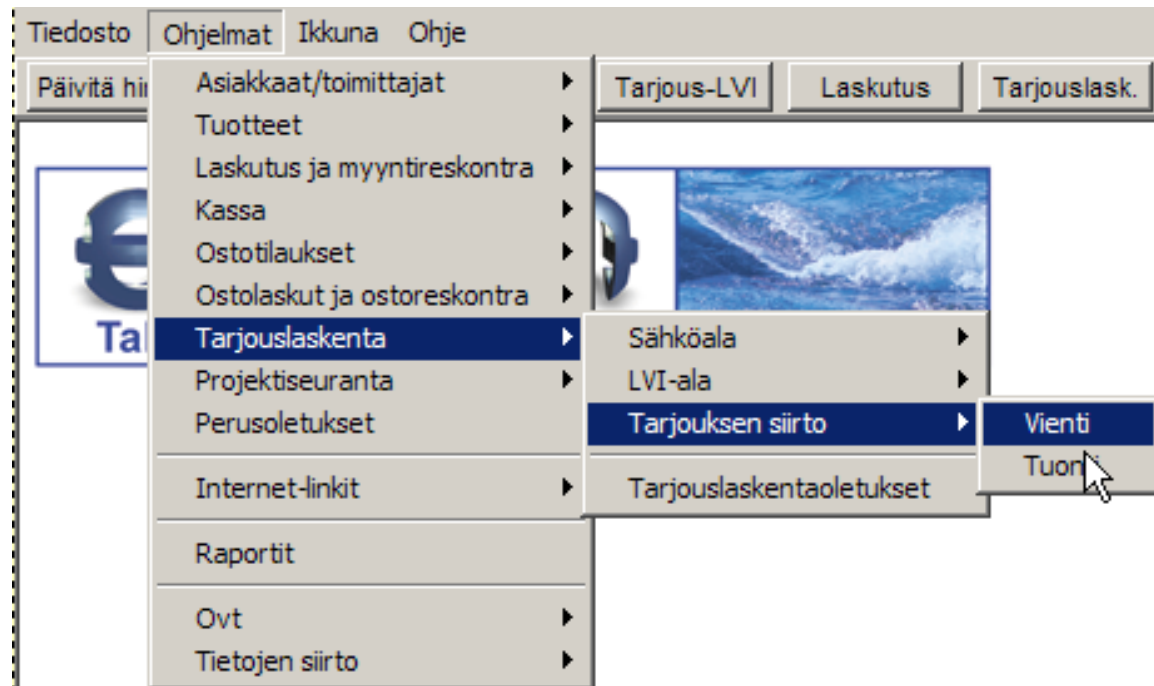 Tiedosto Ohjelmat Ikkuna Ohje
Päivitä Tarjous-LVI Laskutus Tarjouslask.
Asiakkaat/toimittajat
Tuotteet
Laskutus ja myyntireskontra
Kassa
Ostotilaukset
Ostolaskut ja ostoreskontra
Tarjouslaskenta
Projektiseuranta
Perusoletukset
Internet-linkit
Raportit
Ovt
Tietojen siirto
Sähköala
LVI-ala
Tarjouksen siirto
Tarjouslaskentaoletukset
Vienti